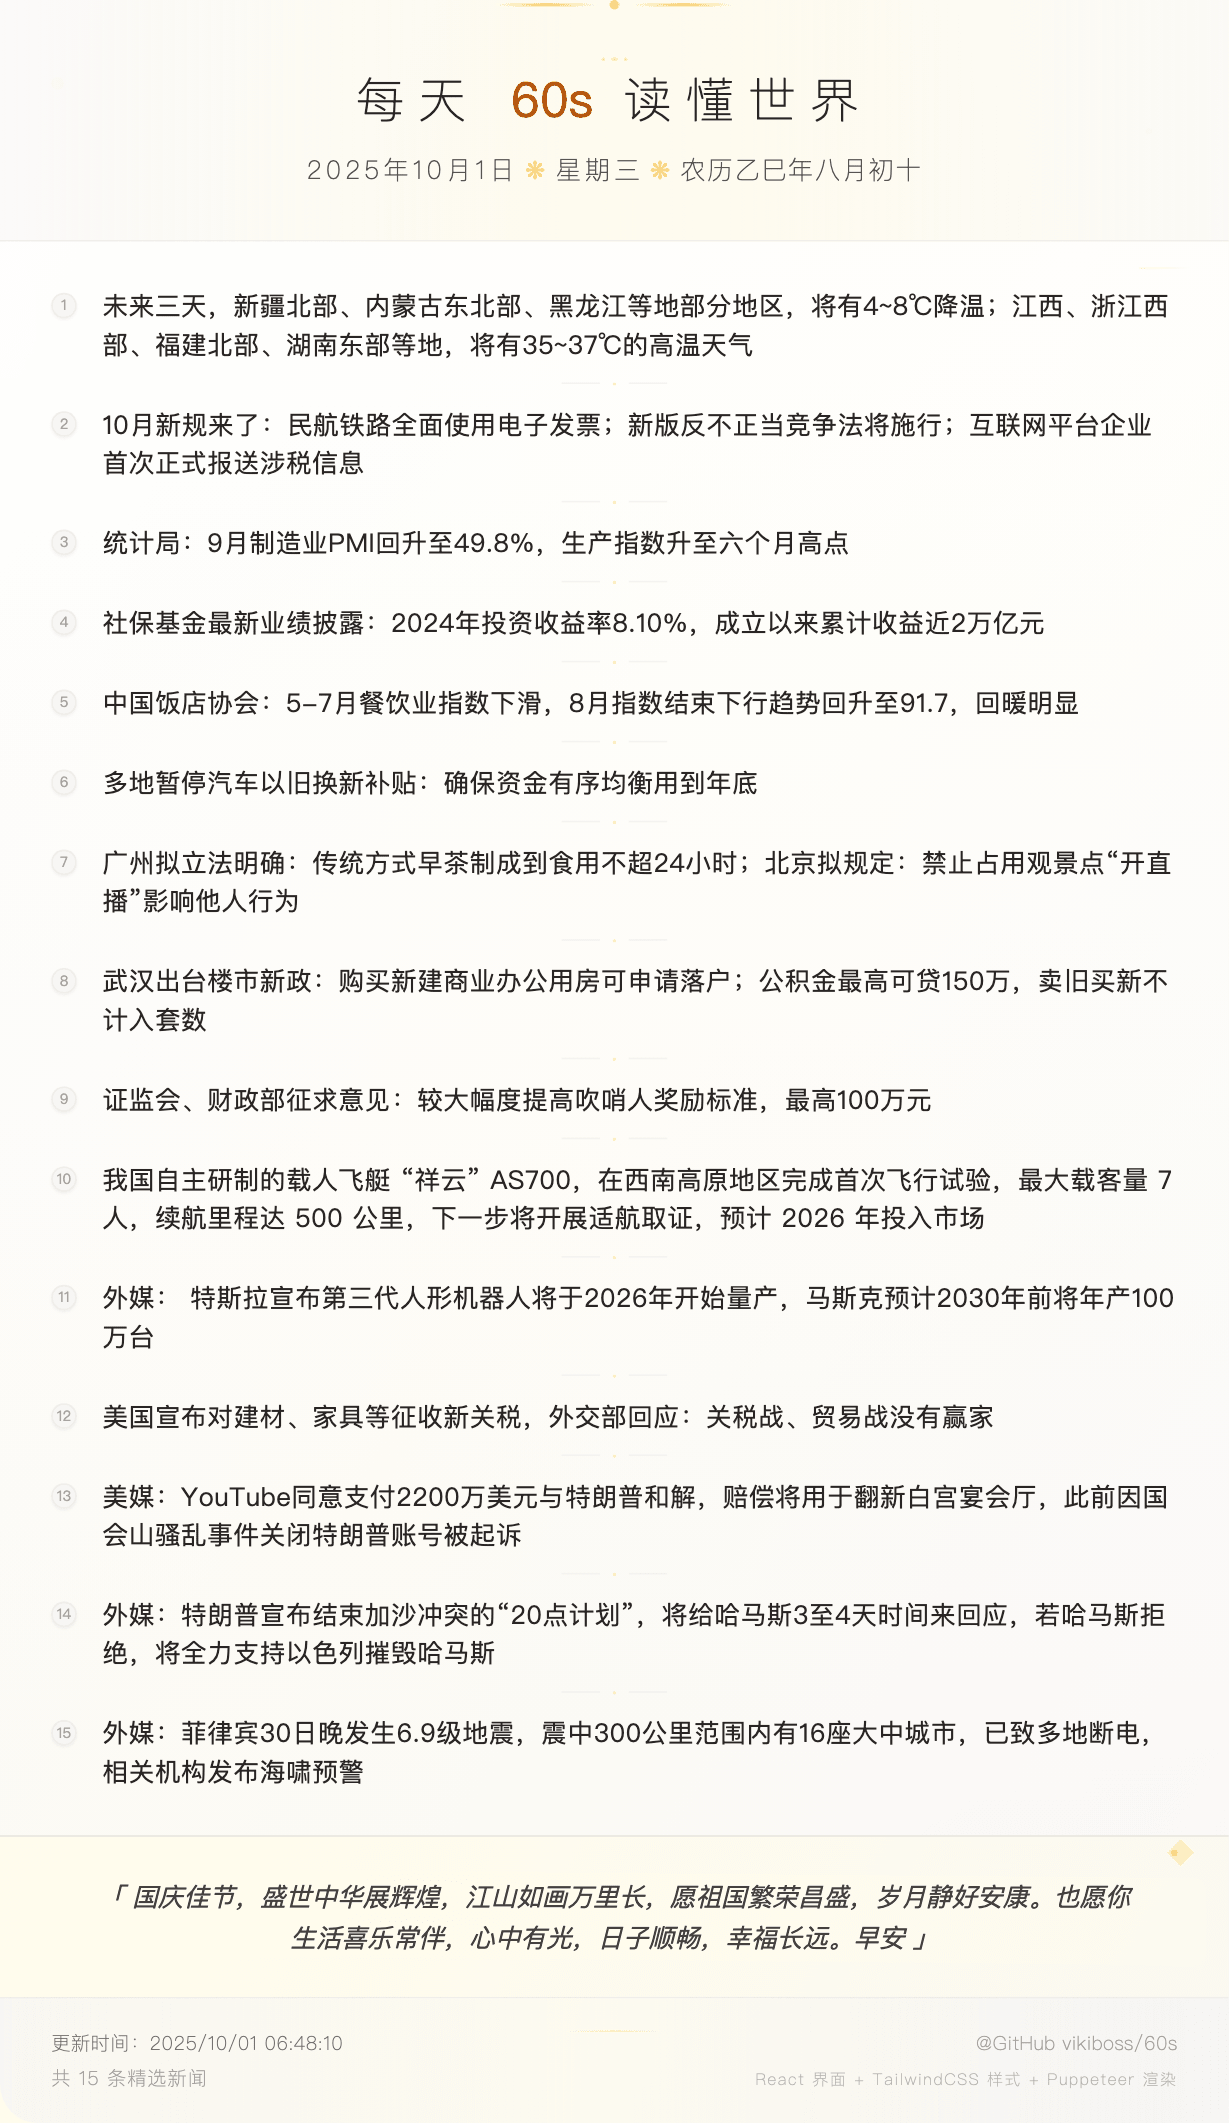 每天 60s 读懂世界
2025年10月1日 ❋ 星期三 ❋ 农历乙巳年八月初十
1 未来三天，新疆北部、内蒙古东北部、黑龙江等地部分地区，将有4~8℃降温；江西、浙江西
部、福建北部、湖南东部等地，将有35~37℃的高温天气
2 10月新规来了：民航铁路全面使用电子发票；新版反不正当竞争法将施行；互联网平台企业
首次正式报送涉税信息
3 统计局：9月制造业PMI回升至49.8%，生产指数升至六个月高点
4 社保基金最新业绩披露：2024年投资收益率8.10%，成立以来累计收益近2万亿元
5 中国饭店协会：5-7月餐饮业指数下滑，8月指数结束下行趋势回升至91.7，回暖明显
6 多地暂停汽车以旧换新补贴：确保资金有序均衡用到年底
7 广州拟立法明确：传统方式早茶制成到食用不超24小时；北京拟规定：禁止占用观景点“开直
播”影响他人行为
8 武汉出台楼市新政：购买新建商业办公用房可申请落户；公积金最高可贷150万，卖旧买新不
计入套数
9 证监会、财政部征求意见：较大幅度提高吹哨人奖励标准，最高100万元
10 我国自主研制的载人飞艇 “祥云” AS700，在西南高原地区完成首次飞行试验，最大载客量 7
人，续航里程达 500 公里，下一步将开展适航取证，预计 2026 年投入市场
11 外媒： 特斯拉宣布第三代人形机器人将于2026年开始量产，马斯克预计2030年前将年产100
万台
12 美国宣布对建材、家具等征收新关税，外交部回应：关税战、贸易战没有赢家
13 美媒：YouTube同意支付2200万美元与特朗普和解，赔偿将用于翻新白宫宴会厅，此前因国
会山骚乱事件关闭特朗普账号被起诉
14 外媒：特朗普宣布结束加沙冲突的“20点计划”，将给哈马斯3至4天时间来回应，若哈马斯拒
绝，将全力支持以色列摧毁哈马斯
15 外媒：菲律宾30日晚发生6.9级地震，震中300公里范围内有16座大中城市，已致多地断电，
相关机构发布海啸预警
「 国庆佳节，盛世中华展辉煌，江山如画万里长，愿祖国繁荣昌盛，岁月静好安康。也愿你
生活喜乐常伴，心中有光，日子顺畅，幸福长远。早安 」
更新时间：2025/10/01 06:48:10
@GitHub vikiboss/60s
共 15 条精选新闻
React 界面 + TailwindCSS 样式 + Puppeteer 渲染